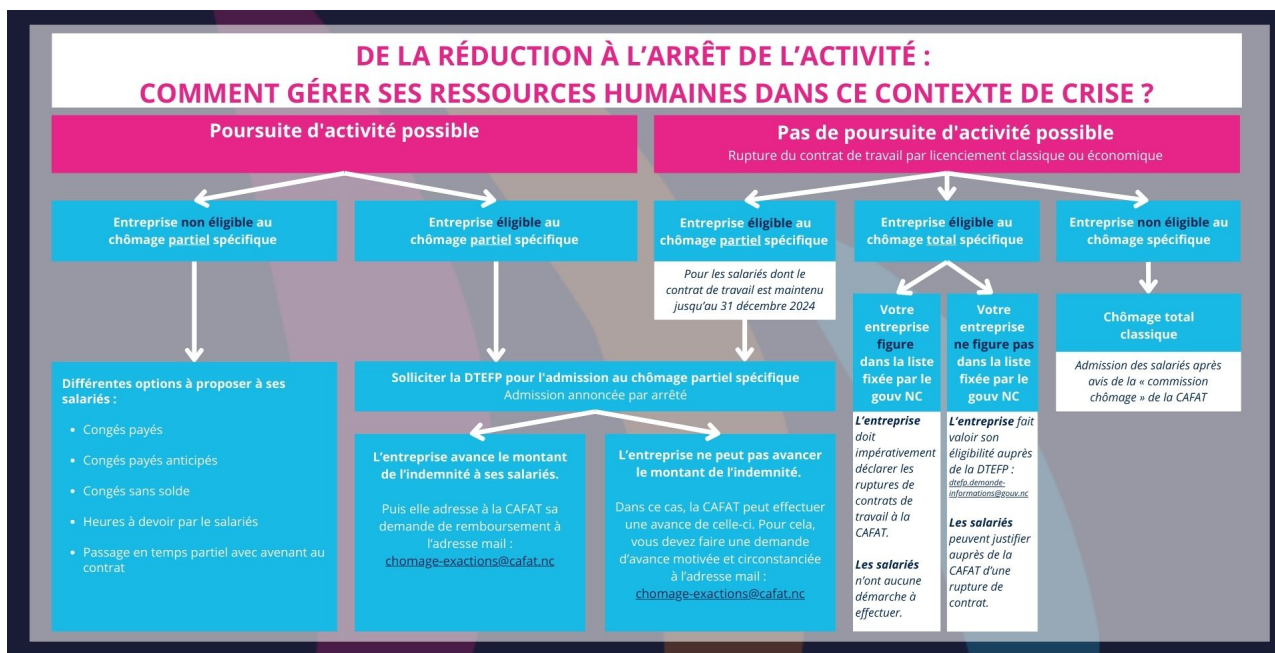 DE LA RÉDUCTION À L'ARRÊT DE L'ACTIVITÉ :
COMMENT GÉRER SES RESSOURCES HUMAINES DANS CE CONTEXTE DE CRISE ?
Poursuite d'activité possible
Entreprise non éligible au
chômage partiel spécifique
Entreprise éligible au
chômage partiel spécifique
Différentes options à proposer à ses
salariés :
• Congés payés
• Congés payés anticipés
• Congés sans solde
• Heures à devoir par le salariés
• Passage en temps partiel avec avenant au
contrat
Pas de poursuite d'activité possible
Rupture du contrat de travail par licenciement classique ou économique
Entreprise éligible au
chômage partiel spécifique
Pour les salariés dont le
contrat de travail est maintenu
jusqu'au 31 décembre 2024
Solliciter la DTEFP pour l'admission au chômage partiel spécifique
Admission annoncée par arrêté
L'entreprise avance le montant
de l'indemnité à ses salariés.
Puis elle adresse à la CAFAT sa
demande de remboursement à
l'adresse mail :
chomage-exactions@cafat.nc
L'entreprise ne peut pas avancer
le montant de l'indemnité.
Dans ce cas, la CAFAT peut effectuer
une avance de celle-ci. Pour cela,
vous devez faire une demande
d'avance motivée et circonstanciée
à l'adresse mail :
chomage-exactions@cafat.nc
Entreprise éligible au
chômage total spécifique
Votre
entreprise
figure
dans la liste
fixée par le
gouv NC
L'entreprise
doit
impérativement
déclarer les
ruptures de
contrats de
travail à la
CAFAT.
Les salariés
n'ont aucune
démarche à
effectuer.
Votre
entreprise
ne figure pas
dans la liste
fixée par le
gouv NC
L'entreprise fait
valoir son
éligibilité auprès
de la DTEFP :
dtefp.demande-
informations@gouv.nc
Les salariés
peuvent justifier
auprès de la
CAFAT d'une
rupture de
contrat.
Entreprise non éligible au
chômage spécifique
Chômage total
classique
Admission des salariés après
avis de la « commission
chômage » de la CAFAT